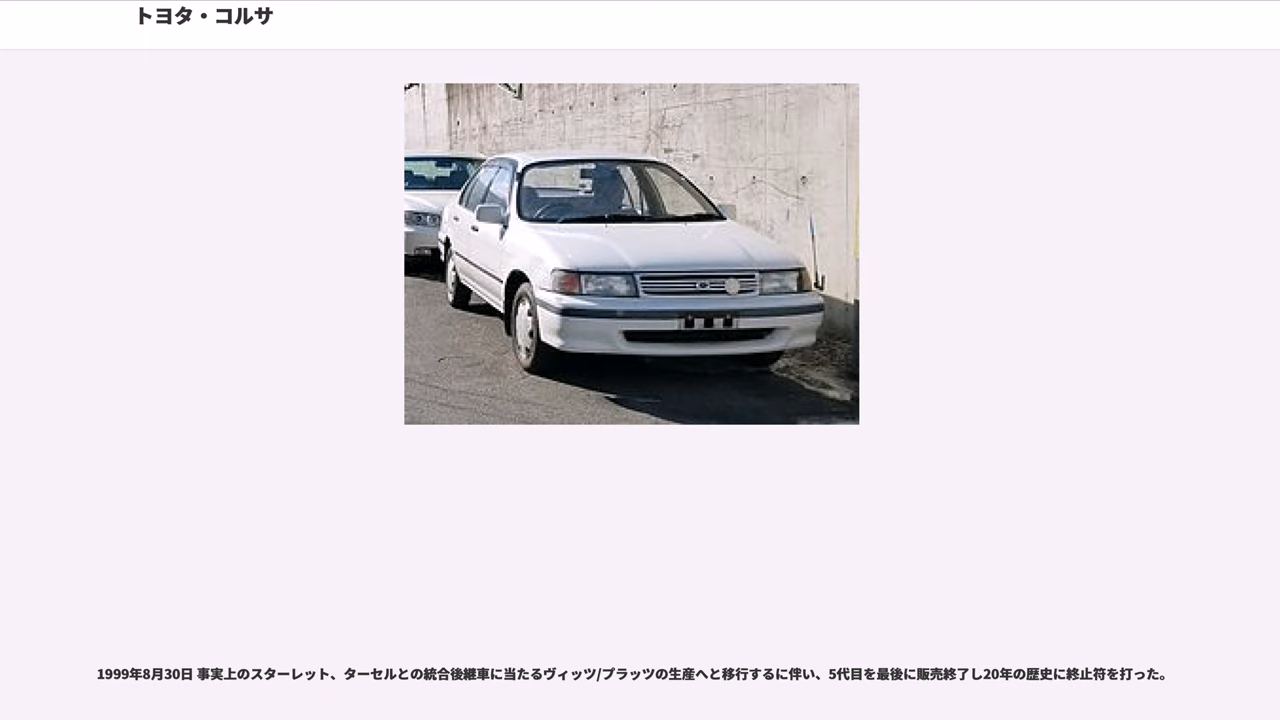 トヨタ・コルサ
1999年8月30日 事実上のスターレット、ターセルとの統合後継車に当たるヴィッツ/プラッツの生産へと移行するに伴い、5代目を最後に販売終了し20年の歴史に終止符を打った。